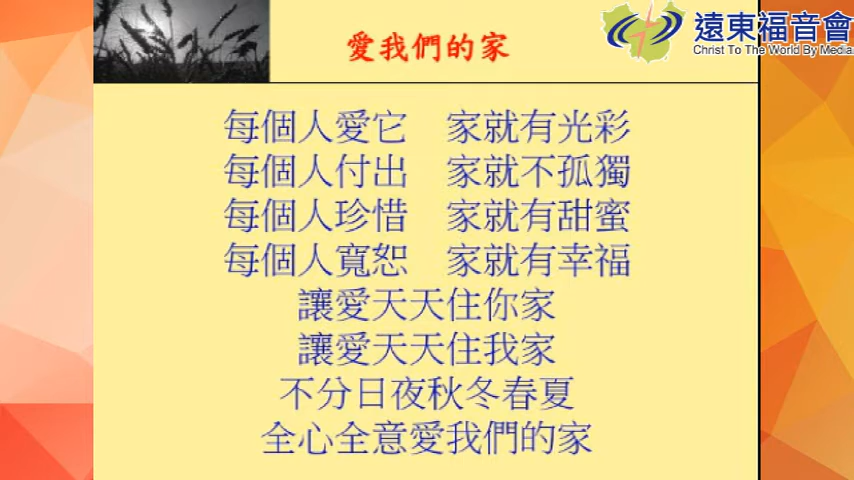 愛我們的家
遠東福音會
Christ To The World By Media
每個人愛它 家就有光彩
每個人付出 家就不孤獨
每個人珍惜 家就有甜蜜
每個人寬恕 家就有幸福
讓愛天天住你家
讓愛天天住我家
不分日夜秋冬春夏
全心全意愛我們的家